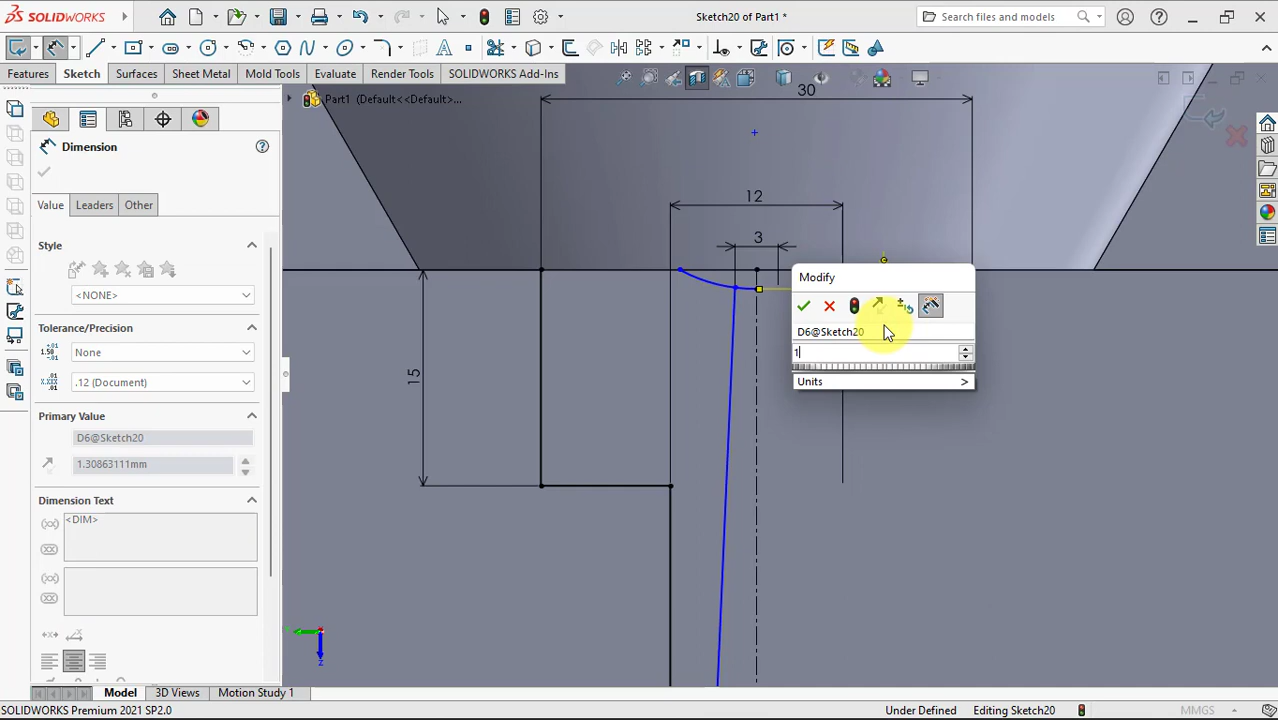 SOLIDWORKS
Sketch20 of Part1 *
Search files and models
Features
Sketch
Surfaces
Sheet Metal
Mold Tools
Evaluate
Render Tools
SOLIDWORKS Add-Ins
Part1 (Default<<Default>...
Dimension
Value
Leaders
Other
Style
<NONE>
Tolerance/Precision
None
.12 (Document)
Primary Value
D6@Sketch20
1.30863111mm
Dimension Text
<DIM>
30
12
3
15
Modify
D6@Sketch20
1
Units
Model
3D Views
Motion Study 1
SOLIDWORKS Premium 2021 SP2.0
Under Defined
Editing Sketch20
MMGS